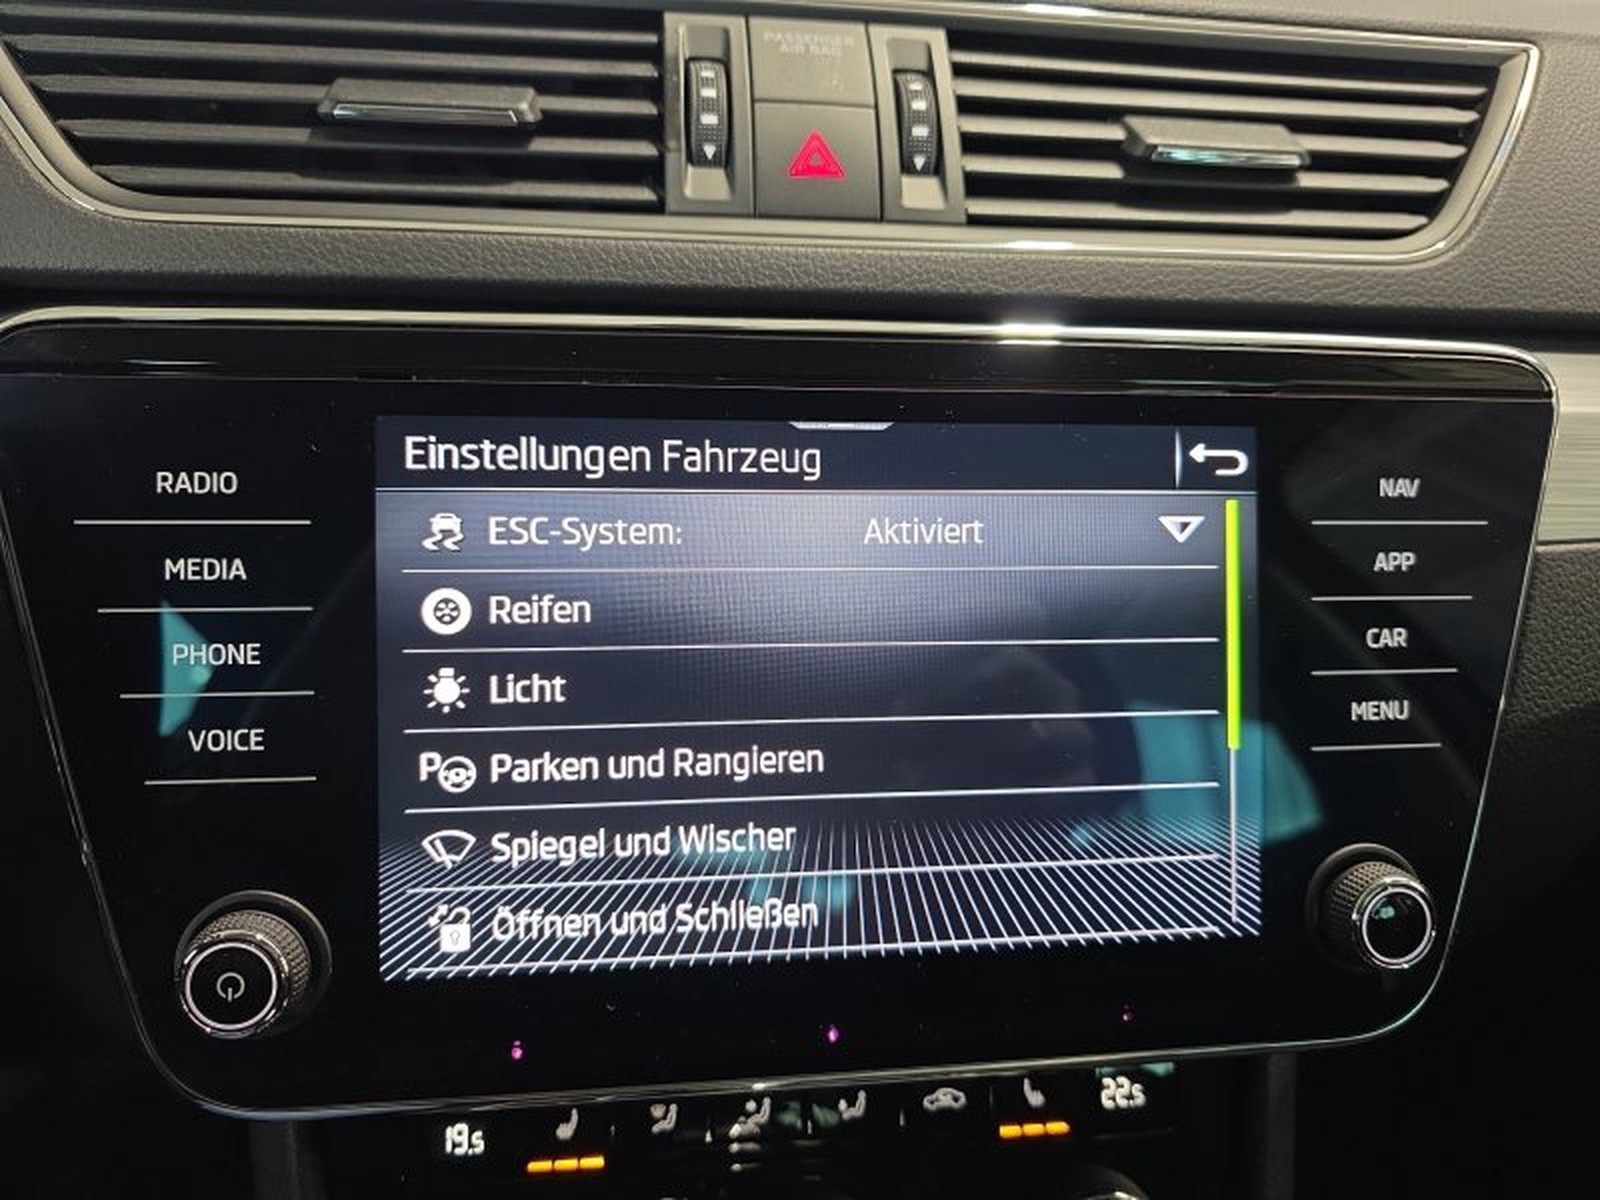 PASSENGER
AIR BAG
Einstellungen Fahrzeug
RADIO
MEDIA
PHONE
VOICE
ESC-System: Aktiviert
Reifen
Licht
P Parken und Rangieren
Spiegel und Wischer
Öffnen und Schließen
NAV
APP
CAR
MENU
19.5
22.5